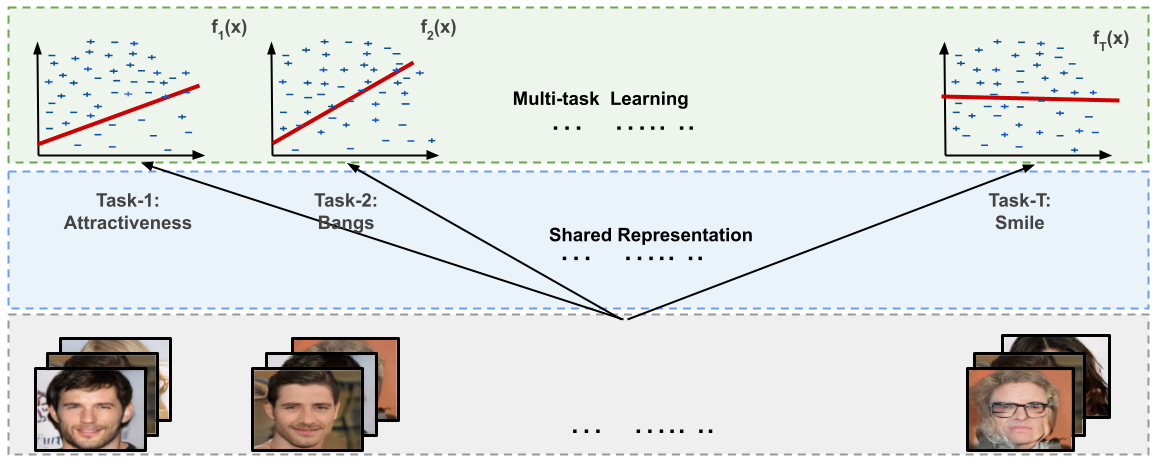 f1(x)
f2(x)
fT(x)
Multi-task Learning
... ..... ..
Task-1:
Attractiveness
Task-2:
Bangs
Task-T:
Smile
Shared Representation
... ..... ..
... ..... ..